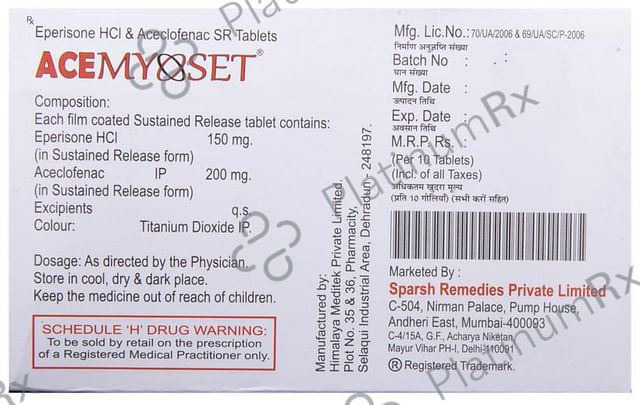 Rx
Eperisone HCl & Aceclofenac SR Tablets
ACEMYOSET®
Composition:
Each film coated Sustained Release tablet contains:
Eperisone HCl 150 mg.
(in Sustained Release form)
Aceclofenac IP 200 mg.
(in Sustained Release form)
Excipients q.s.
Colour: Titanium Dioxide IP.
Dosage: As directed by the Physician.
Store in cool, dry & dark place.
Keep the medicine out of reach of children.
SCHEDULE 'H' DRUG WARNING:
To be sold by retail on the prescription
of a Registered Medical Practitioner only.
Manufactured by:
Himalaya Meditek Private Limited.
Plot No. 35 & 36, Pharmacity,
Selaqui Industrial Area, Dehradun 248197.
Mfg. Lic.No.: 70/UA/2006 & 69/UA/SC/P-2006
निर्माण अनुज्ञप्ति संख्या
Batch No :
घान संख्या
Mfg. Date :
उत्पादन तिथि
Exp. Date :
अवसान तिथि
M.R.P. Rs. :
(Per 10 Tablets)
(Incl. of all Taxes)
अधिकतम खुदरा मूल्य
(प्रति 10 गोलियाँ) (सभी करों सहित)
Marketed By :
Sparsh Remedies Private Limited
C-504, Nirman Palace, Pump House,
Andheri East, Mumbai-400093
C-4/15A, G.F., Acharya Niketan,
Mayur Vihar PH-I, Delhi-110091
® Registered Trademark.
PlatinumRx
PlatinumRx
PlatinumRx